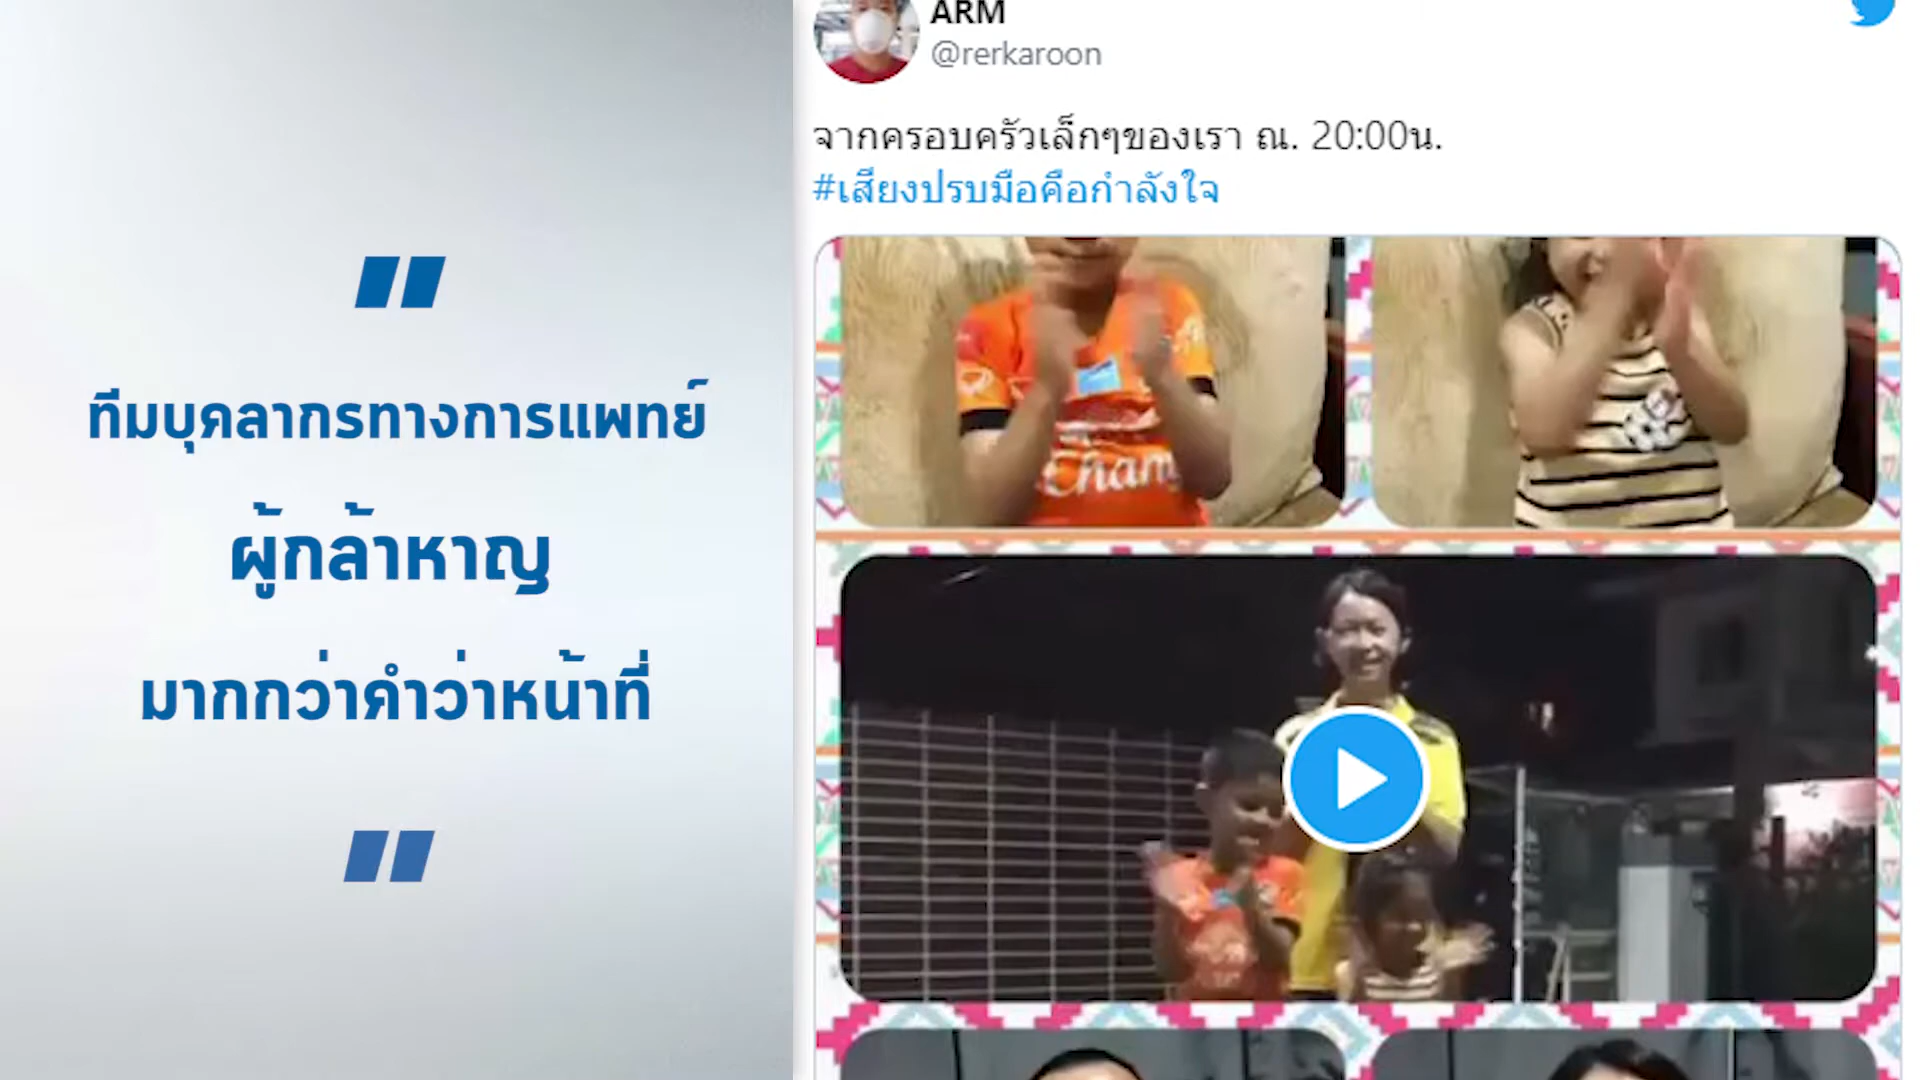 "
ทีมบุคลากรทางการแพทย์
ผู้กล้าหาญ
มากกว่าคำว่าหน้าที่
"
ARM
@rerkaroon
จากครอบครัวเล็กๆของเรา ณ. 20:00น.
#เสียงปรบมือคือกำลังใจ
Chang